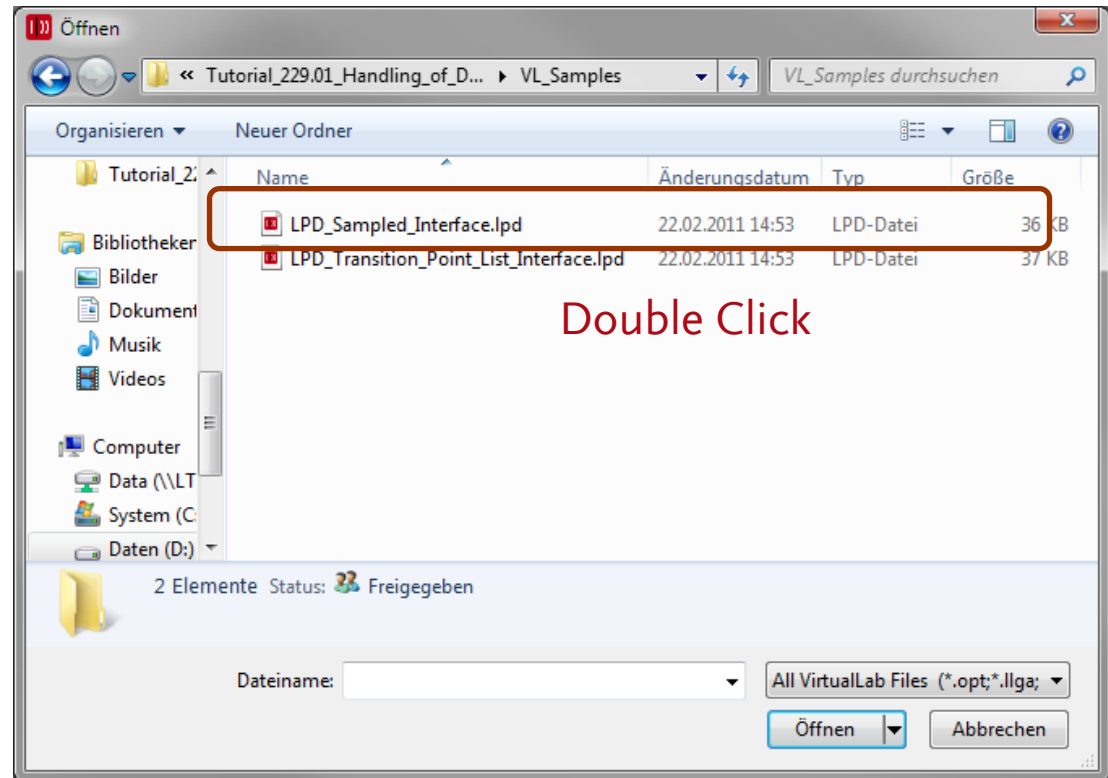 Öffnen
« Tutorial_229.01_Handling_of_D... VL_Samples VL_Samples durchsuchen
Organisieren Neuer Ordner
Tutorial_22 Name Änderungsdatum Typ Größe
LPD_Sampled_Interface.lpd 22.02.2011 14:53 LPD-Datei 36 KB
Bibliotheken
LPD_Transition_Point_List_Interface.lpd 22.02.2011 14:53 LPD-Datei 37 KB
Bilder
Double Click
Dokument
Musik
Videos
Computer
Data (\\LT
System (C:
Daten (D:)
2 Elemente Status: Freigegeben
Dateiname: All VirtualLab Files (*.opt;*.llga;
Öffnen Abbrechen